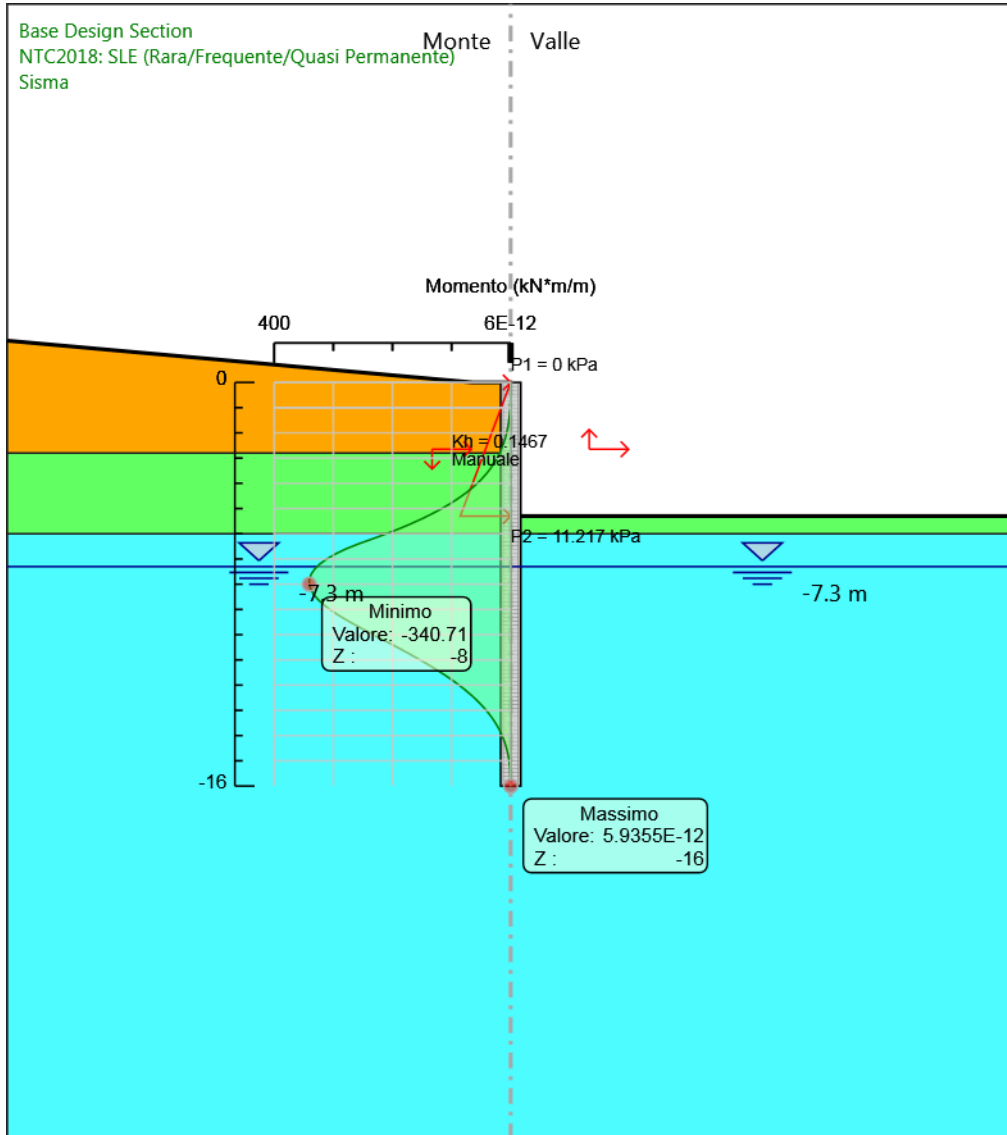 Base Design Section
NTC2018: SLE (Rara/Frequente/Quasi Permanente)
Sisma
Monte
Valle
Momento (kN*m/m)
400
6E-12
P1 = 0 kPa
0
Kh = 0.1467
Manuale
P2 = 11.217 kPa
-7.3 m
-7.3 m
Minimo
Valore: -340.71
Z : -8
-16
Massimo
Valore: 5.9355E-12
Z : -16